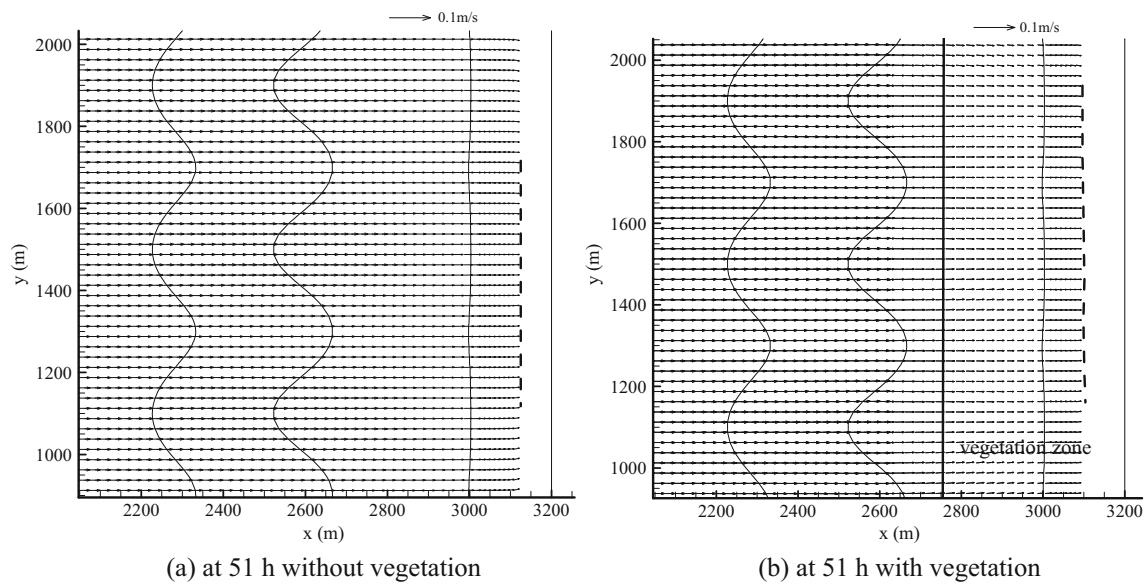 0.1m/s
2000
1800
1600
1400
1200
1000
y (m)
2200
2400
2600
2800
3000
3200
x (m)
(a) at 51 h without vegetation
0.1m/s
2000
1800
1600
1400
1200
1000
y (m)
vegetation zone
2200
2400
2600
2800
3000
3200
x (m)
(b) at 51 h with vegetation